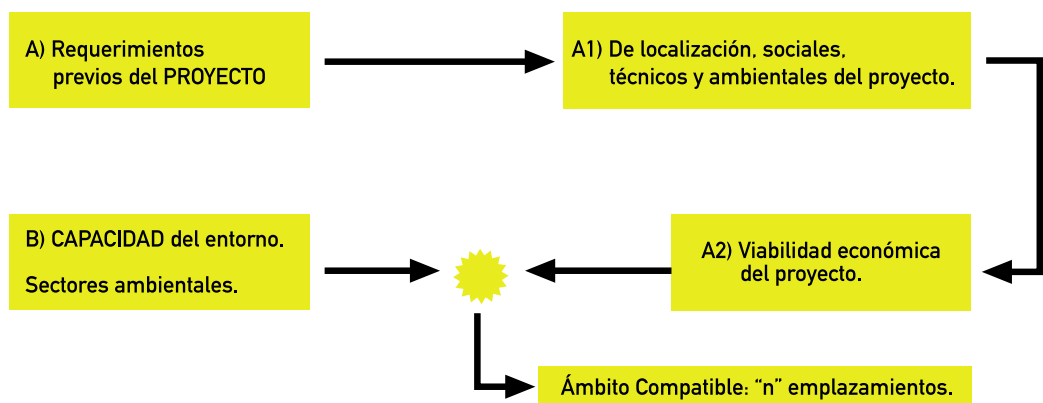 A) Requerimientos
previos del PROYECTO
A1) De localización, sociales,
técnicos y ambientales del proyecto.
B) CAPACIDAD del entorno.
Sectores ambientales.
A2) Viabilidad económica
del proyecto.
Ámbito Compatible: “n” emplazamientos.